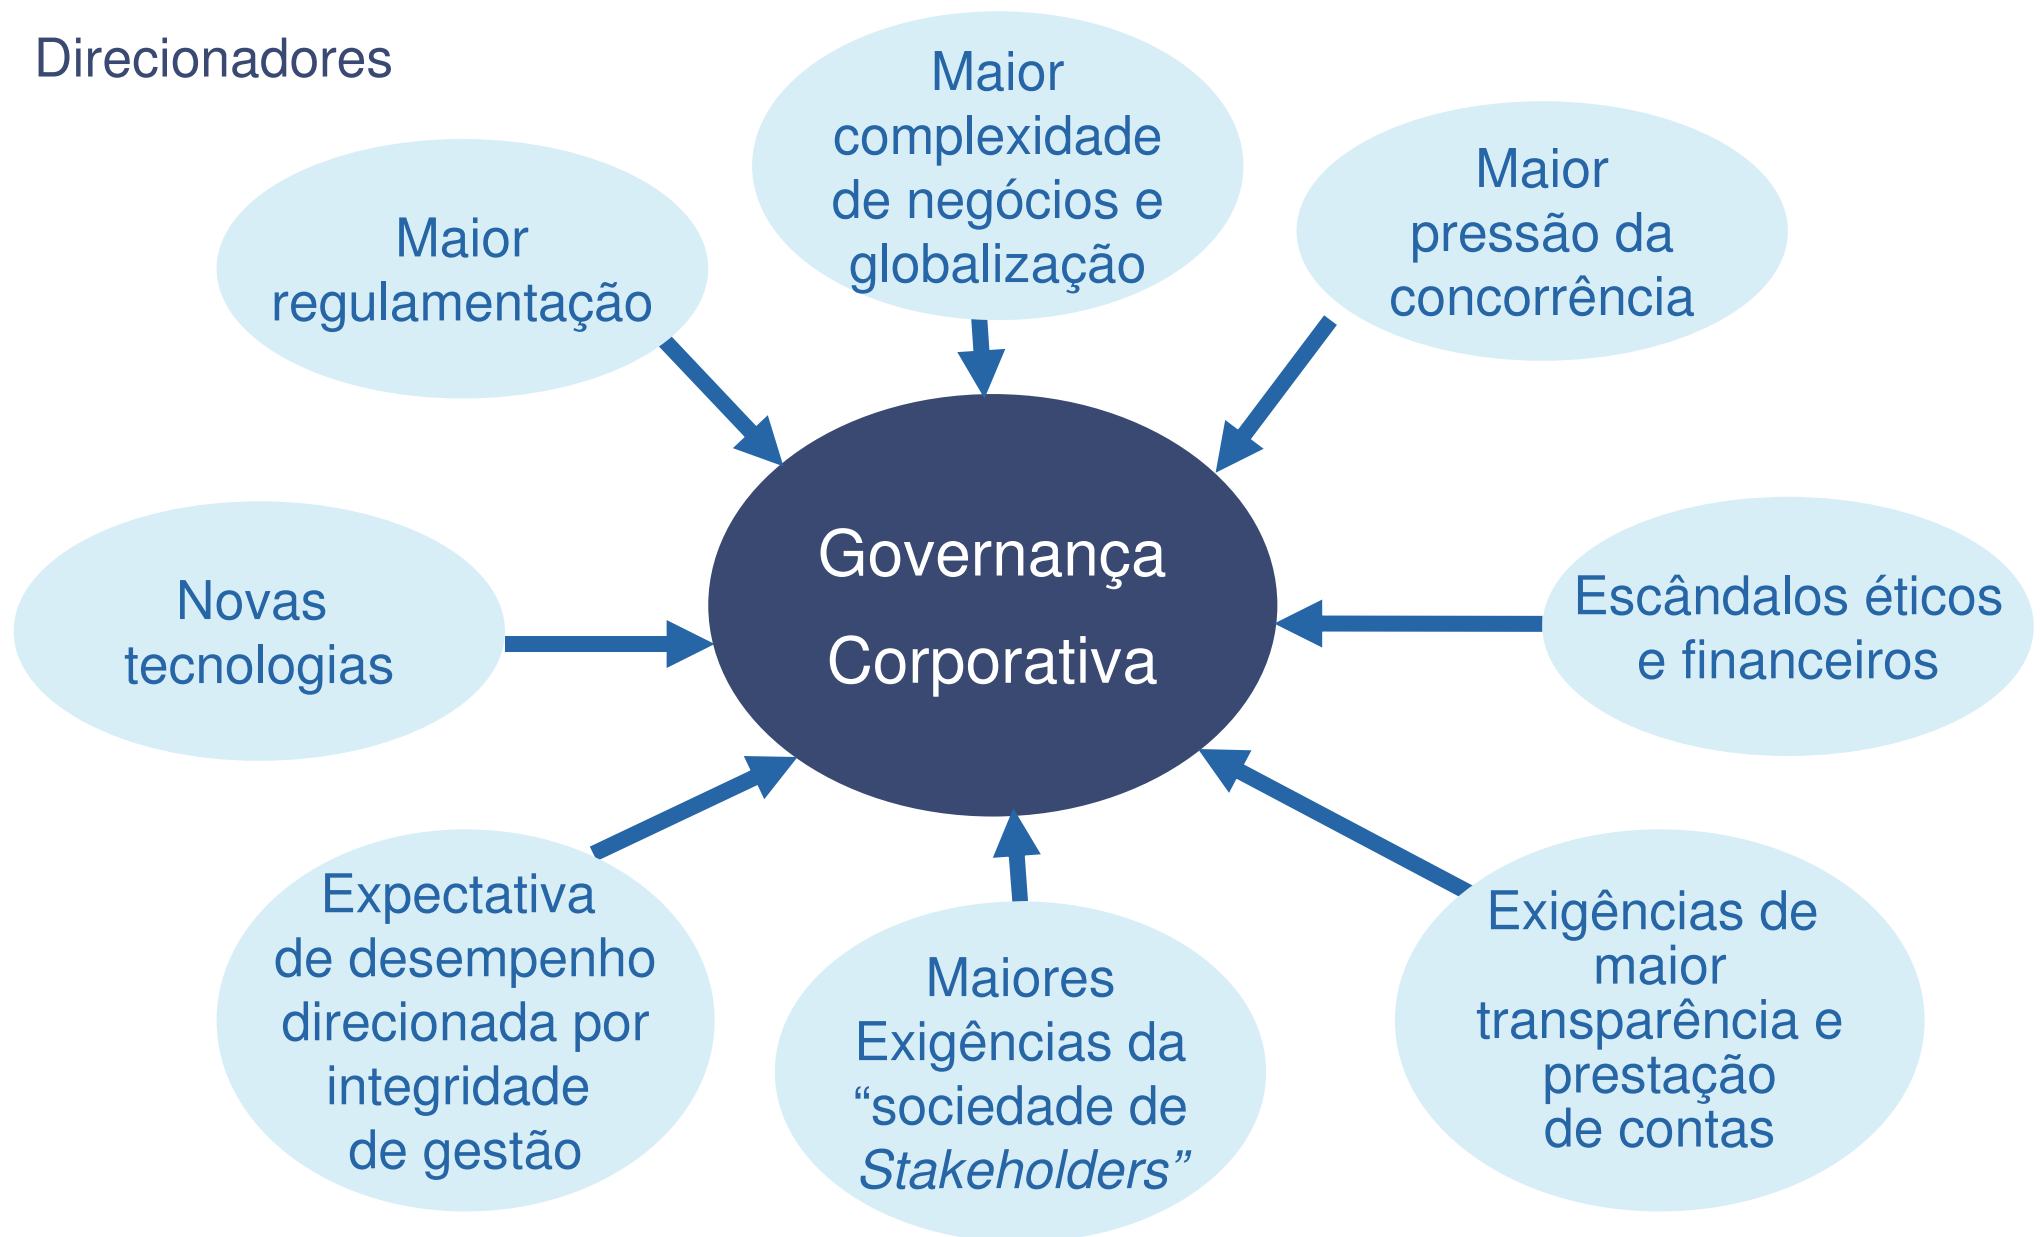 Direcionadores
Maior
complexidade
de negócios e
globalização
Maior
pressão da
concorrência
Maior
regulamentação
Governança
Corporativa
Novas
tecnologias
Escândalos éticos
e financeiros
Expectativa
de desempenho
direcionada por
integridade
de gestão
Maiores
Exigências da
“sociedade de
Stakeholders”
Exigências de
maior
transparência e
prestação
de contas